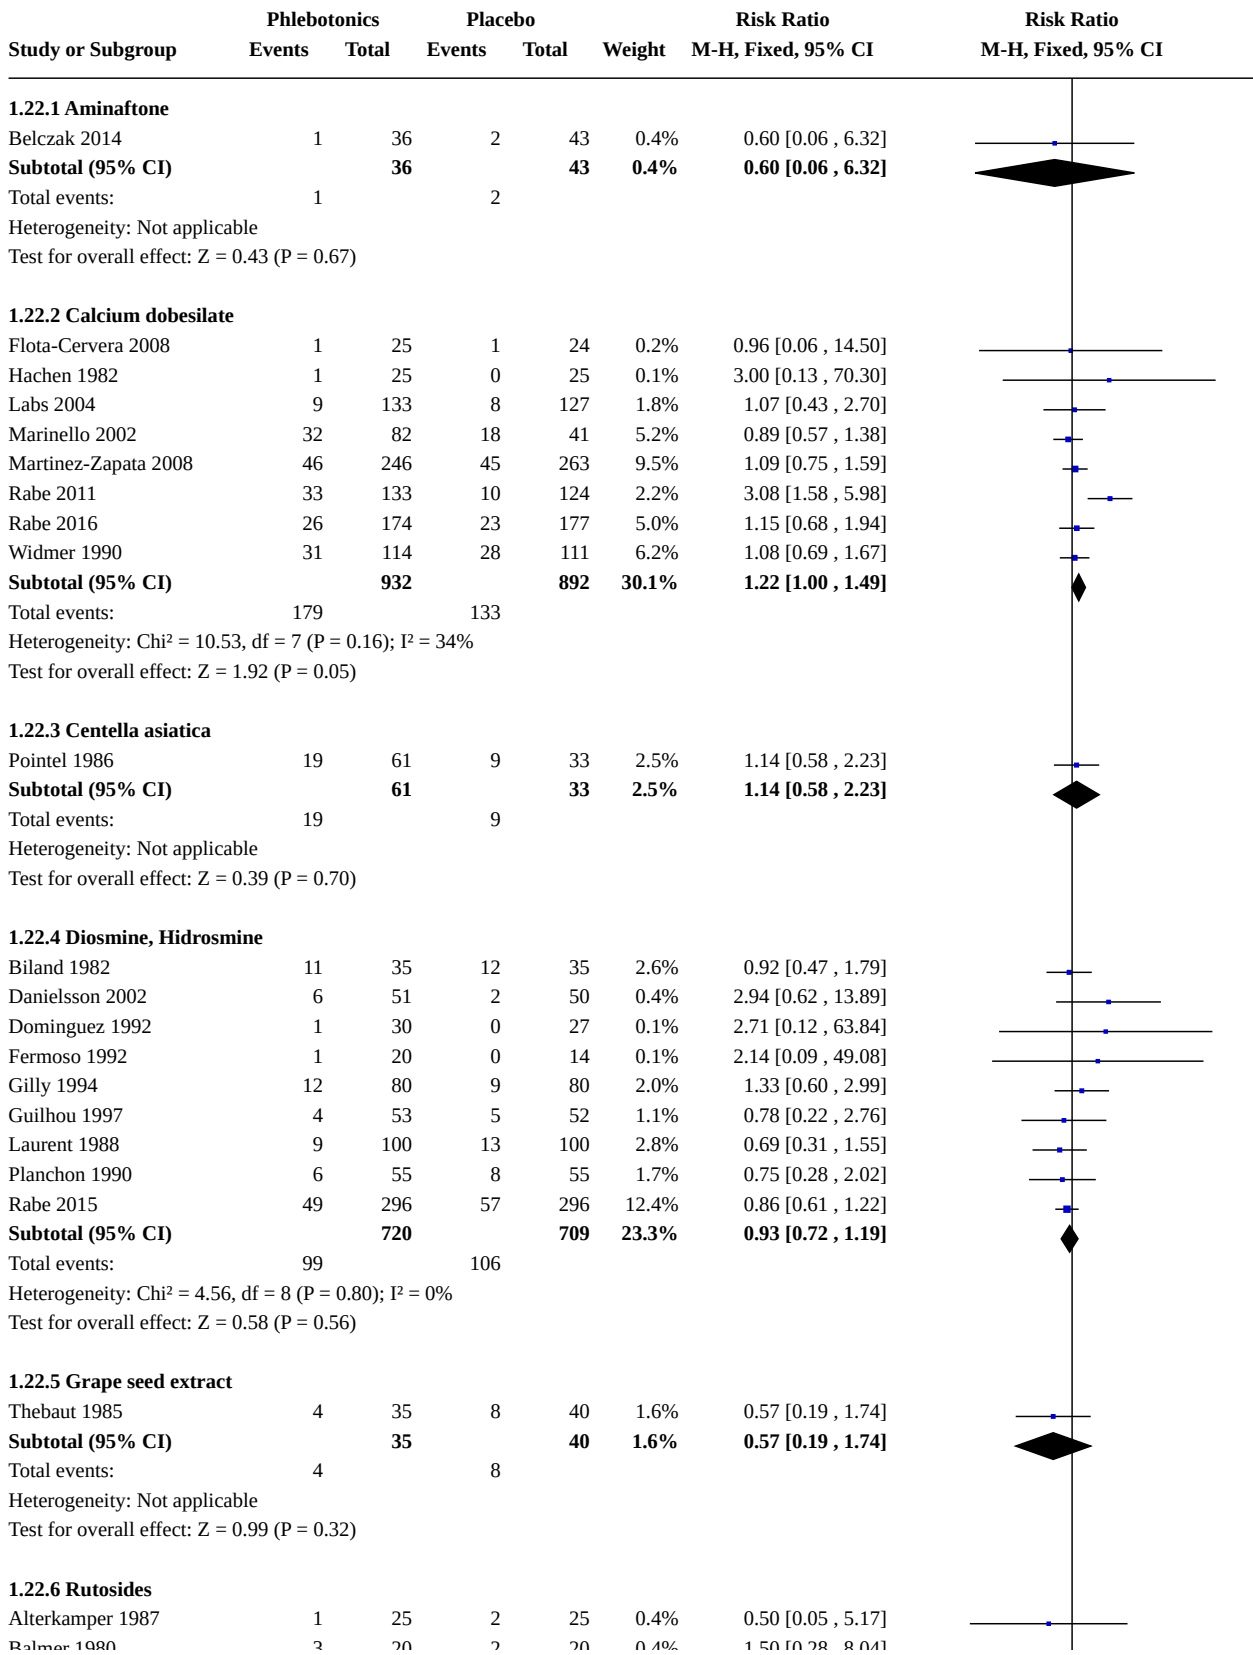 Phlebotonics Placebo Risk Ratio Risk Ratio
Study or Subgroup Events Total Events Total Weight M-H, Fixed, 95% CI M-H, Fixed, 95% CI
1.22.1 Aminaftone
Belczak 2014 1 36 2 43 0.4% 0.60 [0.06 , 6.32]
Subtotal (95% CI) 36 43 0.4% 0.60 [0.06 , 6.32]
Total events: 1 2
Heterogeneity: Not applicable
Test for overall effect: Z = 0.43 (P = 0.67)
1.22.2 Calcium dobesilate
Flota-Cervera 2008 1 25 1 24 0.2% 0.96 [0.06 , 14.50]
Hachen 1982 1 25 0 25 0.1% 3.00 [0.13 , 70.30]
Labs 2004 9 133 8 127 1.8% 1.07 [0.43 , 2.70]
Marinello 2002 32 82 18 41 5.2% 0.89 [0.57 , 1.38]
Martinez-Zapata 2008 46 246 45 263 9.5% 1.09 [0.75 , 1.59]
Rabe 2011 33 133 10 124 2.2% 3.08 [1.58 , 5.98]
Rabe 2016 26 174 23 177 5.0% 1.15 [0.68 , 1.94]
Widmer 1990 31 114 28 111 6.2% 1.08 [0.69 , 1.67]
Subtotal (95% CI) 932 892 30.1% 1.22 [1.00 , 1.49]
Total events: 179 133
Heterogeneity: Chi² = 10.53, df = 7 (P = 0.16); I² = 34%
Test for overall effect: Z = 1.92 (P = 0.05)
1.22.3 Centella asiatica
Pointel 1986 19 61 9 33 2.5% 1.14 [0.58 , 2.23]
Subtotal (95% CI) 61 33 2.5% 1.14 [0.58 , 2.23]
Total events: 19 9
Heterogeneity: Not applicable
Test for overall effect: Z = 0.39 (P = 0.70)
1.22.4 Diosmine, Hidrosmine
Biland 1982 11 35 12 35 2.6% 0.92 [0.47 , 1.79]
Danielsson 2002 6 51 2 50 0.4% 2.94 [0.62 , 13.89]
Dominguez 1992 1 30 0 27 0.1% 2.71 [0.12 , 63.84]
Fermoso 1992 1 20 0 14 0.1% 2.14 [0.09 , 49.08]
Gilly 1994 12 80 9 80 2.0% 1.33 [0.60 , 2.99]
Guilhou 1997 4 53 5 52 1.1% 0.78 [0.22 , 2.76]
Laurent 1988 9 100 13 100 2.8% 0.69 [0.31 , 1.55]
Planchon 1990 6 55 8 55 1.7% 0.75 [0.28 , 2.02]
Rabe 2015 49 296 57 296 12.4% 0.86 [0.61 , 1.22]
Subtotal (95% CI) 720 709 23.3% 0.93 [0.72 , 1.19]
Total events: 99 106
Heterogeneity: Chi² = 4.56, df = 8 (P = 0.80); I² = 0%
Test for overall effect: Z = 0.58 (P = 0.56)
1.22.5 Grape seed extract
Thebaut 1985 4 35 8 40 1.6% 0.57 [0.19 , 1.74]
Subtotal (95% CI) 35 40 1.6% 0.57 [0.19 , 1.74]
Total events: 4 8
Heterogeneity: Not applicable
Test for overall effect: Z = 0.99 (P = 0.32)
1.22.6 Rutosides
Alterkamper 1987 1 25 2 25 0.4% 0.50 [0.05 , 5.17]
Balmer 1980 3 20 2 20 0.4% 1.50 [0.28 , 8.04]